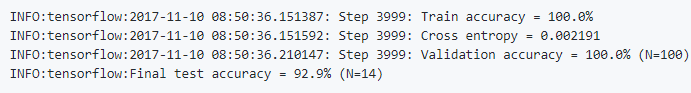 INFO:tensorflow:2017-11-10 08:50:36.151387: Step 3999: Train accuracy = 100.0%
INFO:tensorflow:2017-11-10 08:50:36.151592: Step 3999: Cross entropy = 0.002191
INFO:tensorflow:2017-11-10 08:50:36.210147: Step 3999: Validation accuracy = 100.0% (N=100)
INFO:tensorflow:Final test accuracy = 92.9% (N=14)